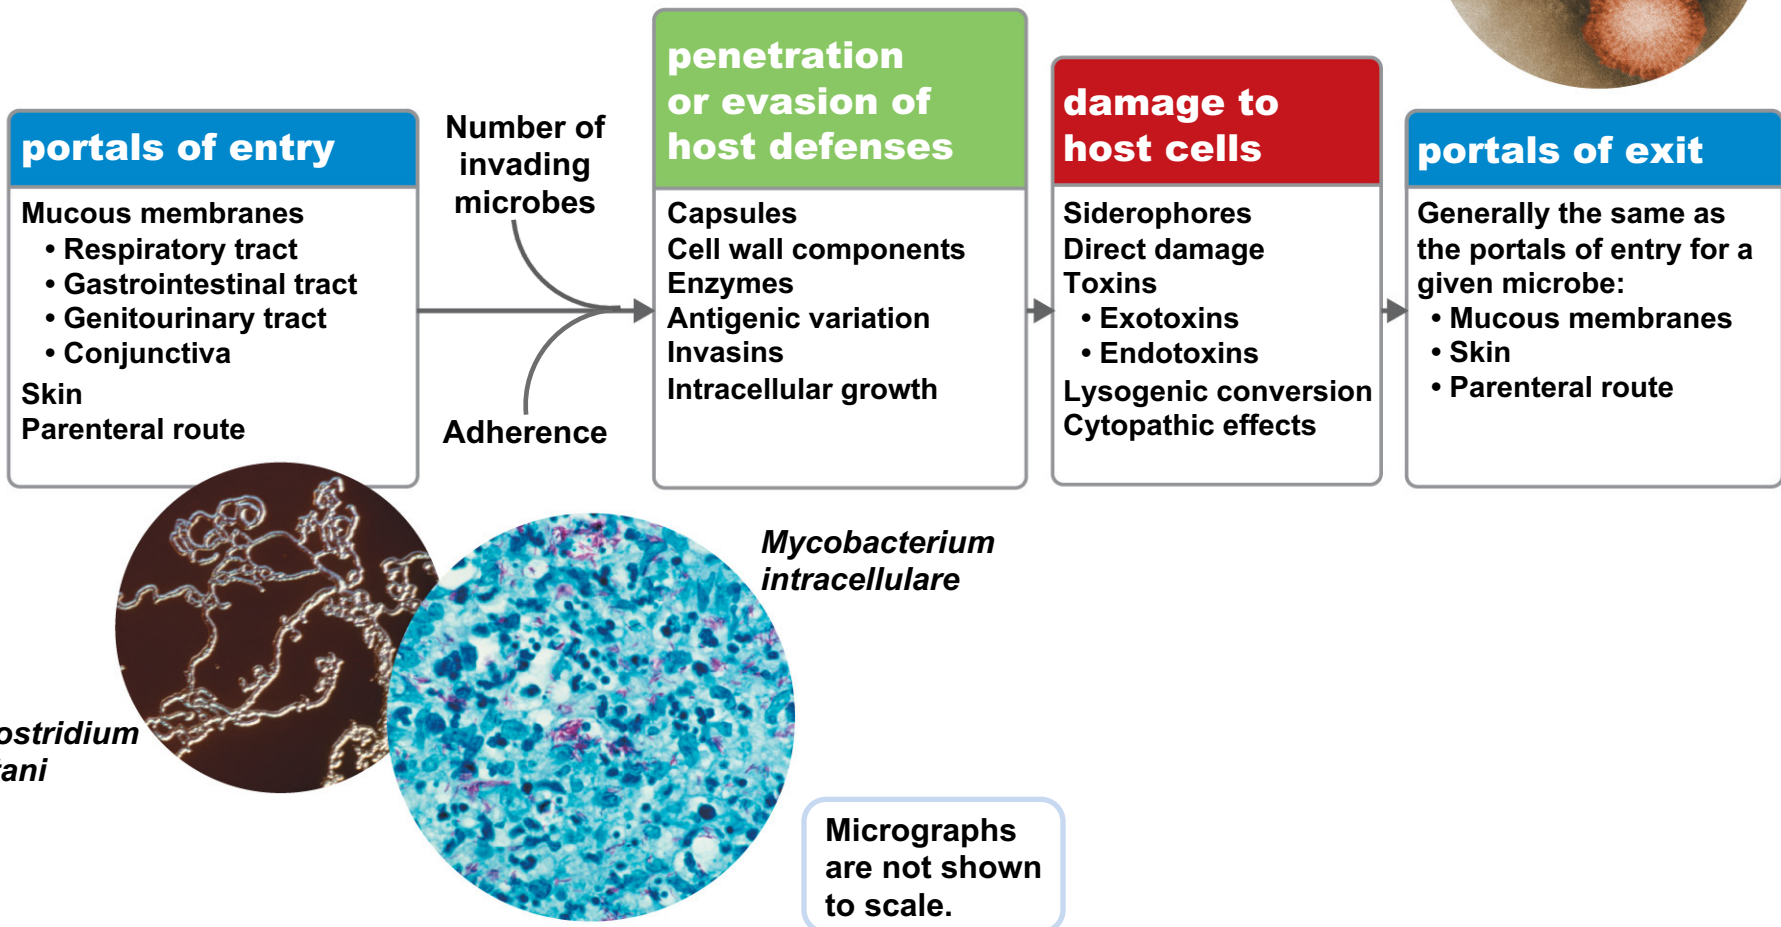 portals of entry
Mucous membranes
• Respiratory tract
• Gastrointestinal tract
• Genitourinary tract
• Conjunctiva
Skin
Parenteral route
Number of
invading
microbes
Adherence
penetration
or evasion of
host defenses
Capsules
Cell wall components
Enzymes
Antigenic variation
Invasins
Intracellular growth
damage to
host cells
Siderophores
Direct damage
Toxins
• Exotoxins
• Endotoxins
Lysogenic conversion
Cytopathic effects
portals of exit
Generally the same as
the portals of entry for a
given microbe:
• Mucous membranes
• Skin
• Parenteral route
Mycobacterium
intracellulare
ostridium
Micrographs
are not shown
to scale.